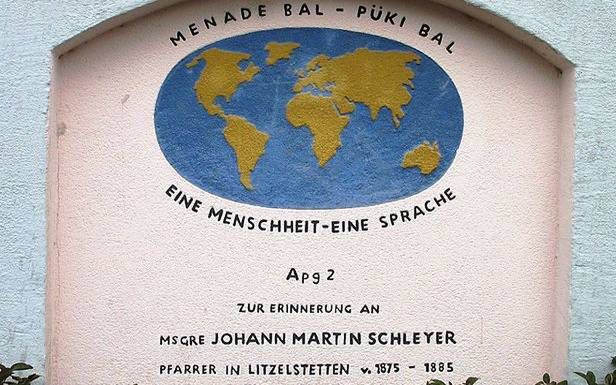 MENADE BAL - PÜKI BAL
EINE MENSCHHEIT-EINE SPRACHE
Apg 2
ZUR ERINNERUNG AN
MSGRE JOHANN MARTIN SCHLEYER
PFARRER IN LITZELSTETTEN v. 1875 - 1885